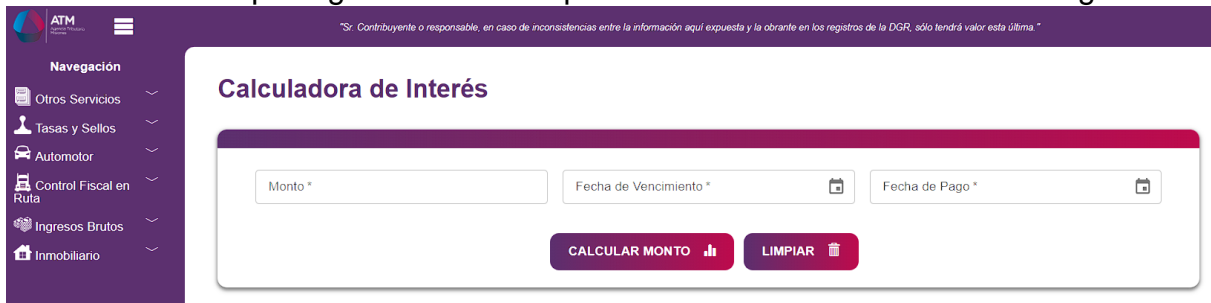 ATM
"Sr. Contribuyente o responsable, en caso de inconsistencias entre la información aquí expuesta y la obrante en los registros de la DGR, sólo tendrá valor esta última."
Navegación
Otros Servicios
Tasas y Sellos
Automotor
Control Fiscal en
Ruta
Ingresos Brutos
Inmobiliario
Calculadora de Interés
Monto *
Fecha de Vencimiento *
Fecha de Pago *
CALCULAR MONTO
LIMPIAR